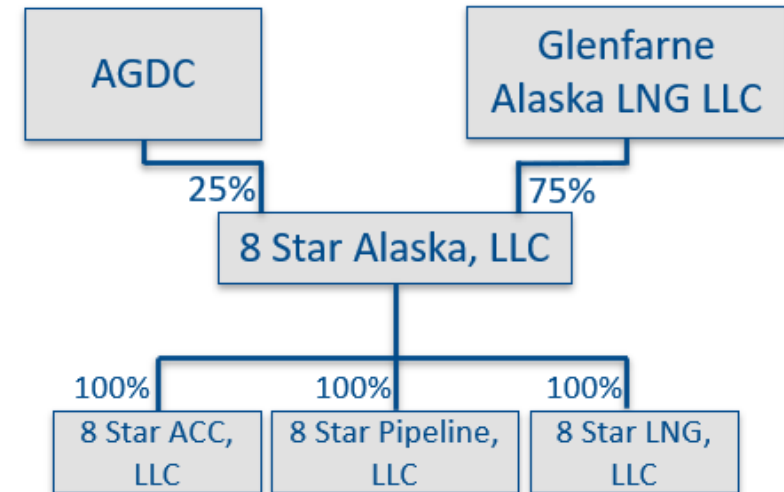 AGDC
Glenfarne
Alaska LNG LLC
25%
75%
8 Star Alaska, LLC
100%
100%
100%
8 Star ACC,
LLC
8 Star Pipeline,
LLC
8 Star LNG,
LLC